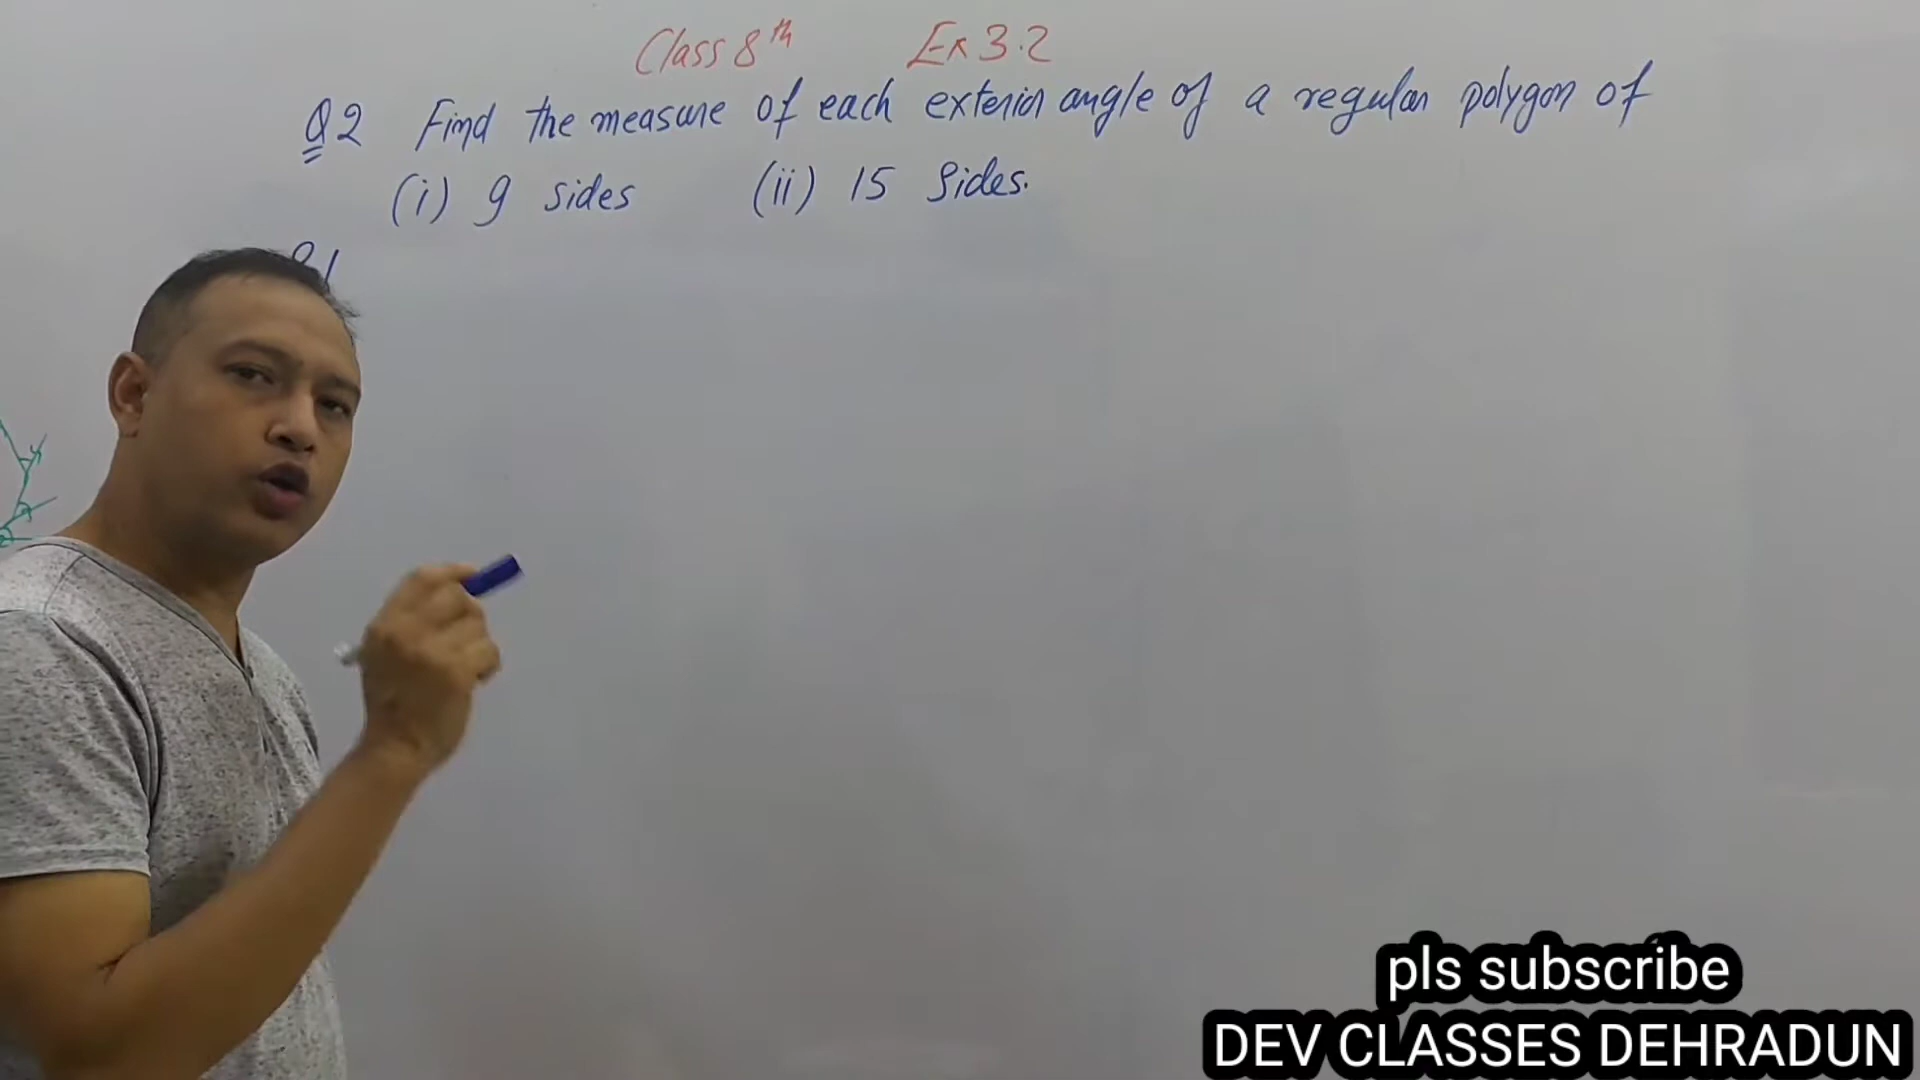 Class 8th Ex 3.2
Q2 Find the measure of each exterior angle of a regular polygon of
(i) 9 sides (ii) 15 Sides.
pls subscribe
DEV CLASSES DEHRADUN